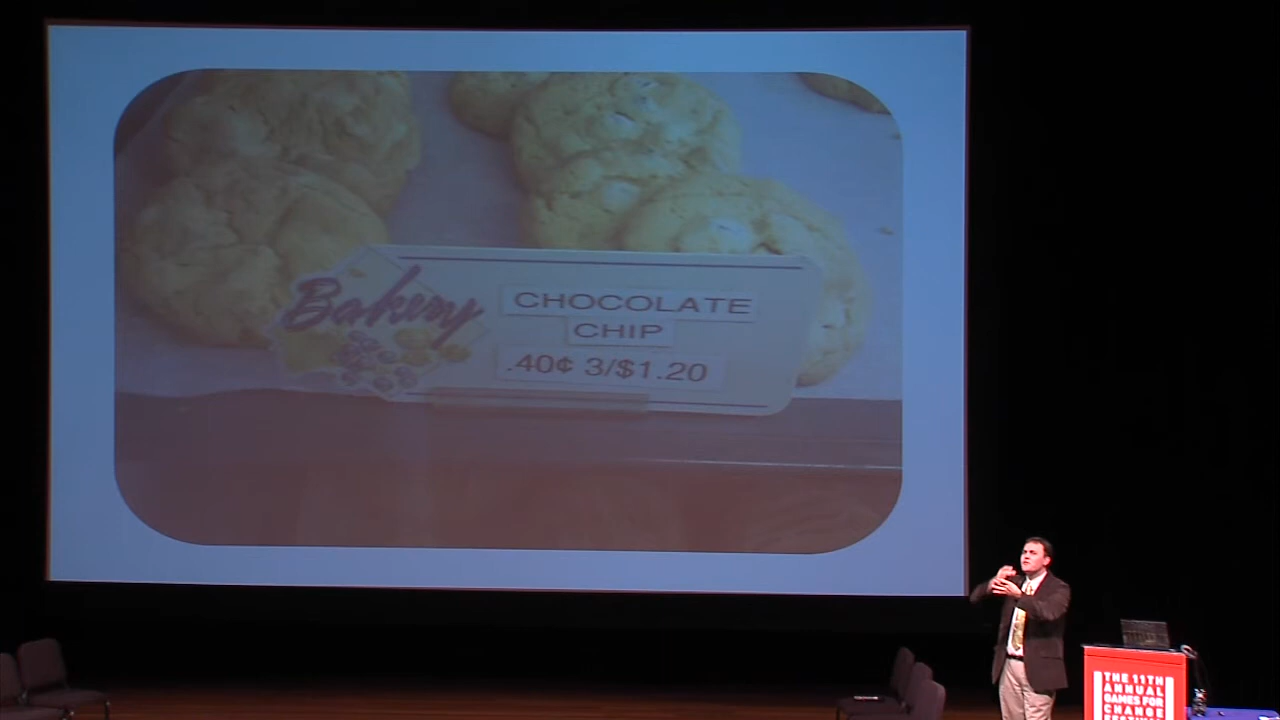 Bakery
CHOCOLATE
CHIP
.40¢ 3/$1.20
THE 11TH
ANNUAL
GAMES FOR
CHANGE